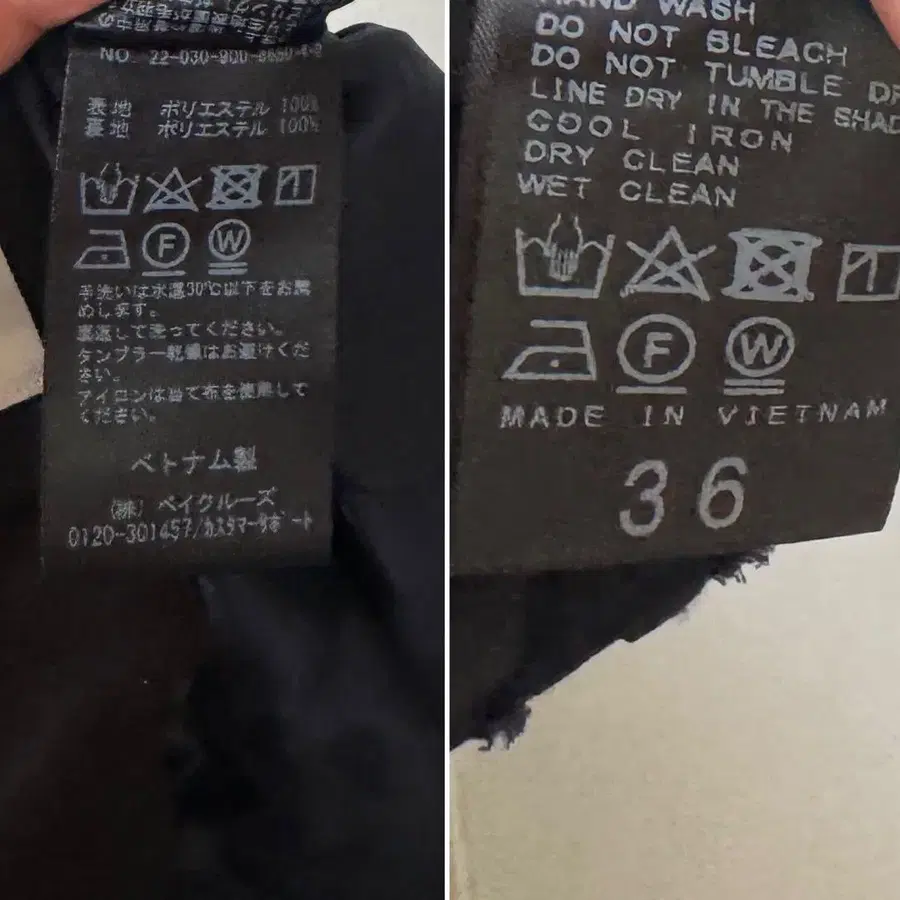 NO. 22-030-900-
表地 ポリエステル 100%
裏地 ポリエステル 100%
F W
手洗いは水温30℃以下をお薦
めします。
裏返して洗ってください。
タンブラー乾燥はお避けくだ
さい。
アイロンは当て布を使用して
ください。
ベトナム製
(株) ベイクルーズ
0120-301457/カスタマーサポート
HAND WASH
DO NOT BLEACH
DO NOT TUMBLE DR
LINE DRY IN THE SHAD
COOL IRON
DRY CLEAN
WET CLEAN
F W
MADE IN VIETNAM
36